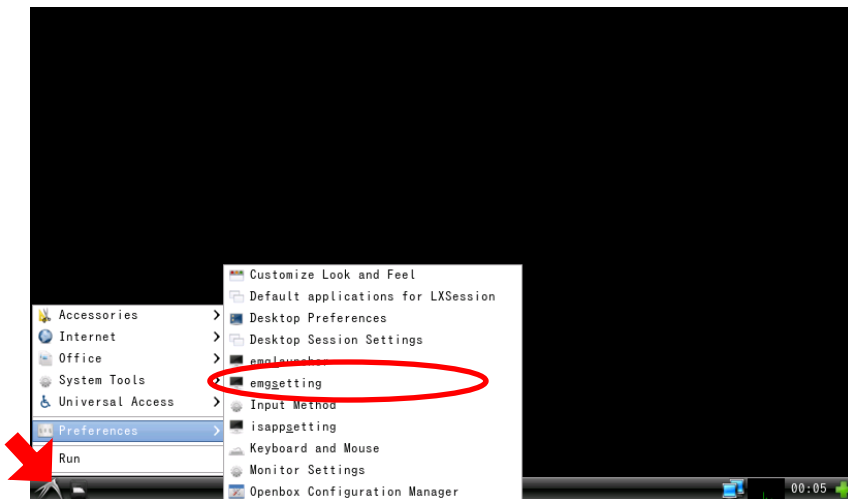 Customize Look and Feel
Default applications for LXSession
Desktop Preferences
Desktop Session Settings
emglauncher
emgsetting
Input Method
isappsetting
Keyboard and Mouse
Monitor Settings
Openbox Configuration Manager
Accessories
Internet
Office
System Tools
Universal Access
Preferences
Run
00:05